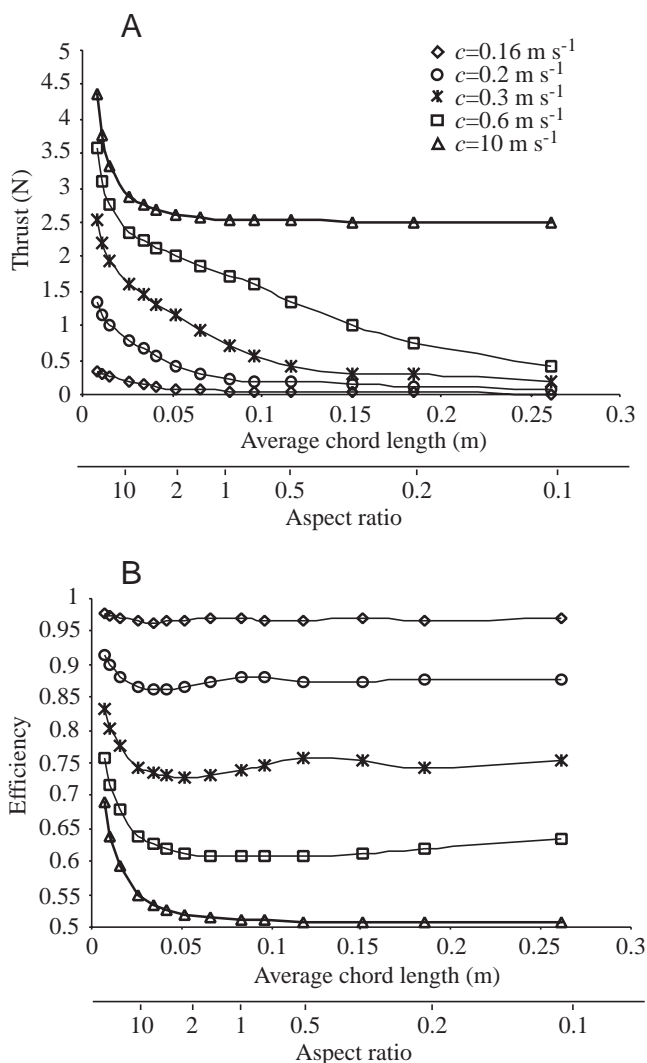 A
5
4.5
4
3.5
3
2.5
2
1.5
1
0.5
0
Thrust (N)
c=0.16 m s⁻¹
c=0.2 m s⁻¹
c=0.3 m s⁻¹
c=0.6 m s⁻¹
c=10 m s⁻¹
0 0.05 0.1 0.15 0.2 0.25 0.3
Average chord length (m)
10 2 1 0.5 0.2 0.1
Aspect ratio
B
1
0.95
0.9
0.85
0.8
0.75
0.7
0.65
0.6
0.55
0.5
Efficiency
0 0.05 0.1 0.15 0.2 0.25 0.3
Average chord length (m)
10 2 1 0.5 0.2 0.1
Aspect ratio